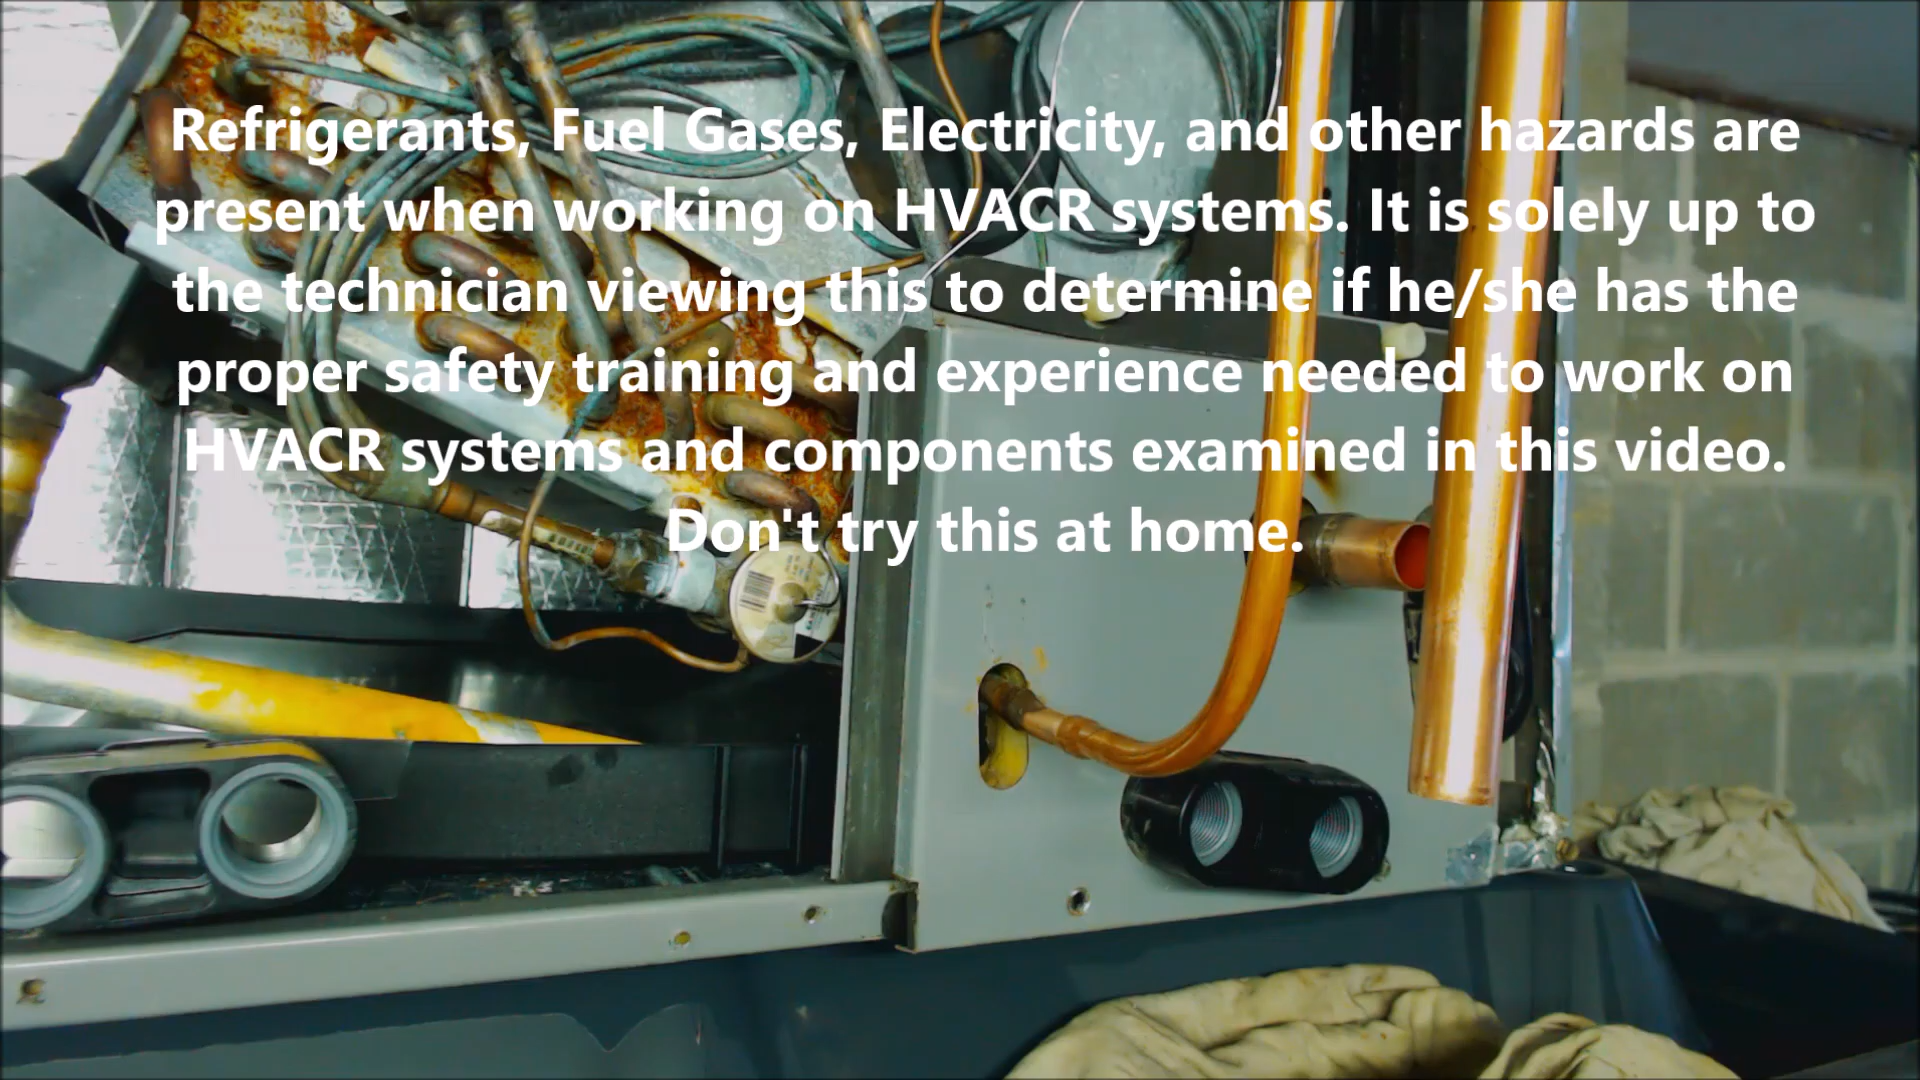 Refrigerants, Fuel Gases, Electricity, and other hazards are
present when working on HVACR systems. It is solely up to
the technician viewing this to determine if he/she has the
proper safety training and experience needed to work on
HVACR systems and components examined in this video.
Don't try this at home.